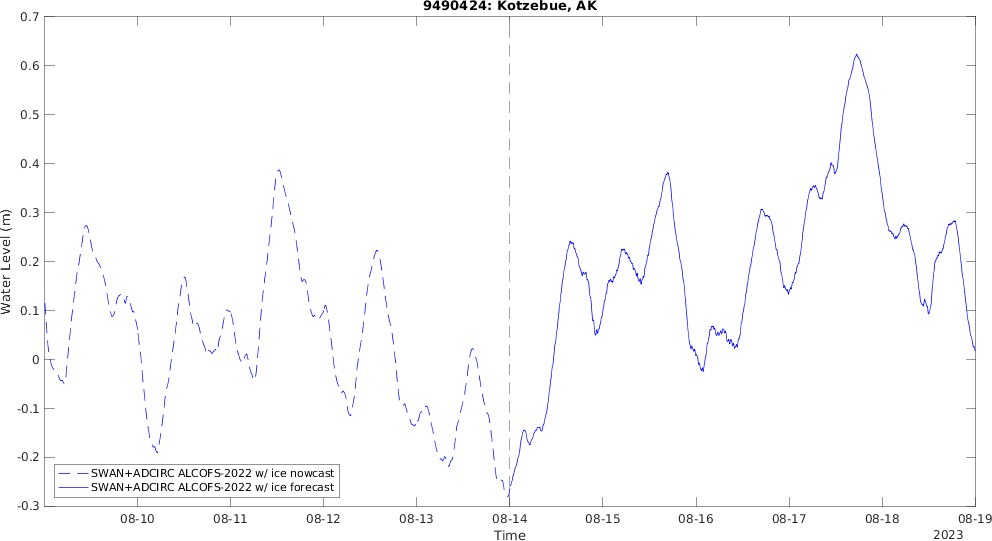 9490424: Kotzebue, AK
0.7
0.6
0.5
0.4
0.3
0.2
0.1
0
-0.1
-0.2
-0.3
Water Level (m)
SWAN+ADCIRC ALCOFS-2022 w/ ice nowcast
SWAN+ADCIRC ALCOFS-2022 w/ ice forecast
08-10 08-11 08-12 08-13 08-14 08-15 08-16 08-17 08-18 08-19
Time
2023